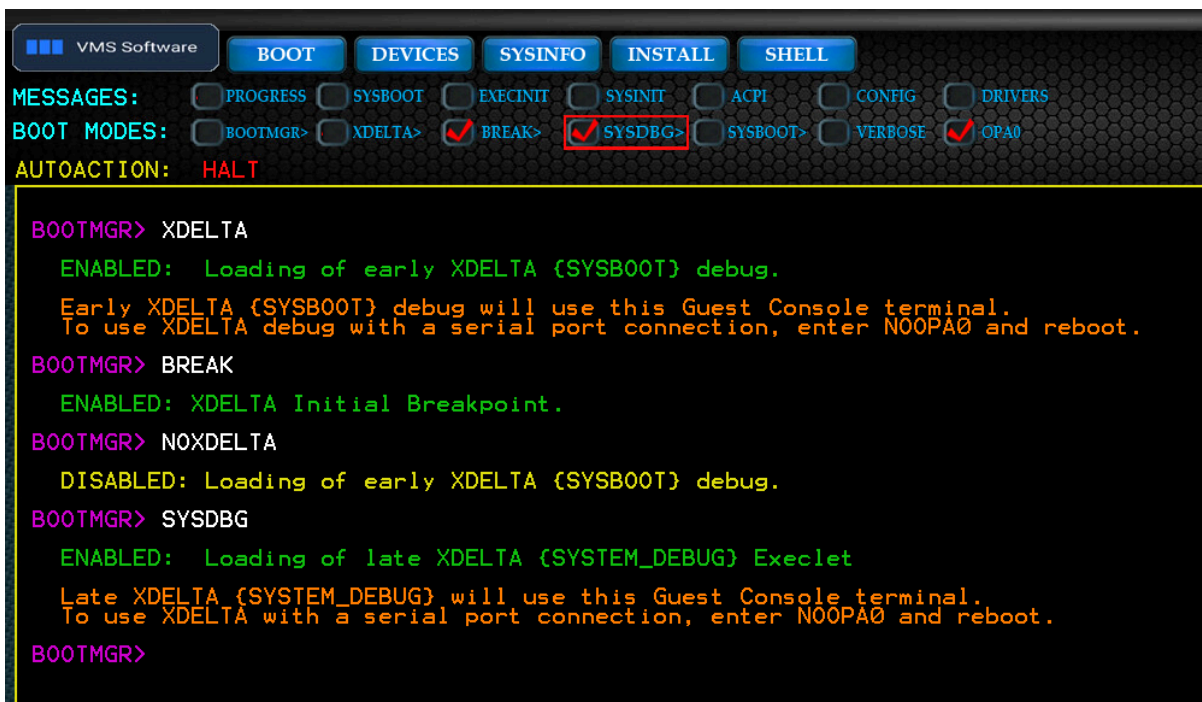 VMS Software BOOT DEVICES SYSINFO INSTALL SHELL
MESSAGES: PROGRESS SYSBOOT EXECINIT SYSINIT ACPI CONFIG DRIVERS
BOOT MODES: BOOTMGR> XDELTA> BREAK> SYSDBG> SYSBOOT> VERBOSE OPA0
AUTOACTION: HALT
BOOTMGR> XDELTA
ENABLED: Loading of early XDELTA {SYSBOOT} debug.
Early XDELTA {SYSBOOT} debug will use this Guest Console terminal.
To use XDELTA debug with a serial port connection, enter NOOPA0 and reboot.
BOOTMGR> BREAK
ENABLED: XDELTA Initial Breakpoint.
BOOTMGR> NOXDELTA
DISABLED: Loading of early XDELTA {SYSBOOT} debug.
BOOTMGR> SYSDBG
ENABLED: Loading of late XDELTA {SYSTEM_DEBUG} Execlet
Late XDELTA {SYSTEM_DEBUG} will use this Guest Console terminal.
To use XDELTA with a serial port connection, enter NOOPA0 and reboot.
BOOTMGR>